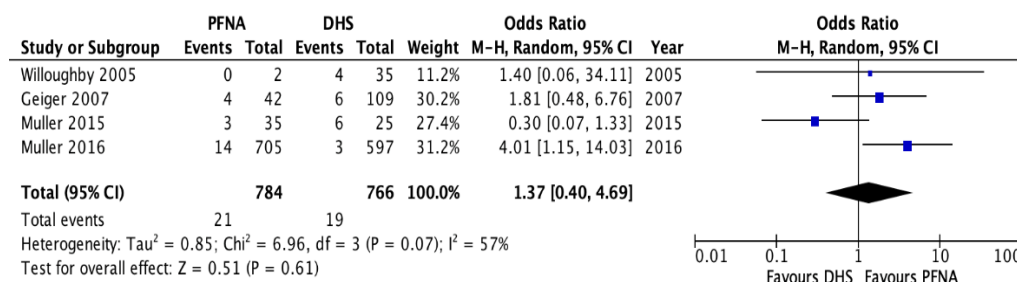 PFNA DHS Odds Ratio Odds Ratio
Study or Subgroup Events Total Events Total Weight M-H, Random, 95% CI Year M-H, Random, 95% CI
Willoughby 2005 0 2 4 35 11.2% 1.40 [0.06, 34.11] 2005
Geiger 2007 4 42 6 109 30.2% 1.81 [0.48, 6.76] 2007
Muller 2015 3 35 6 25 27.4% 0.30 [0.07, 1.33] 2015
Muller 2016 14 705 3 597 31.2% 4.01 [1.15, 14.03] 2016
Total (95% CI) 784 766 100.0% 1.37 [0.40, 4.69]
Total events 21 19
Heterogeneity: Tau² = 0.85; Chi² = 6.96, df = 3 (P = 0.07); I² = 57%
Test for overall effect: Z = 0.51 (P = 0.61)
0.01 0.1 1 10 100
Favours DHS Favours PFNA